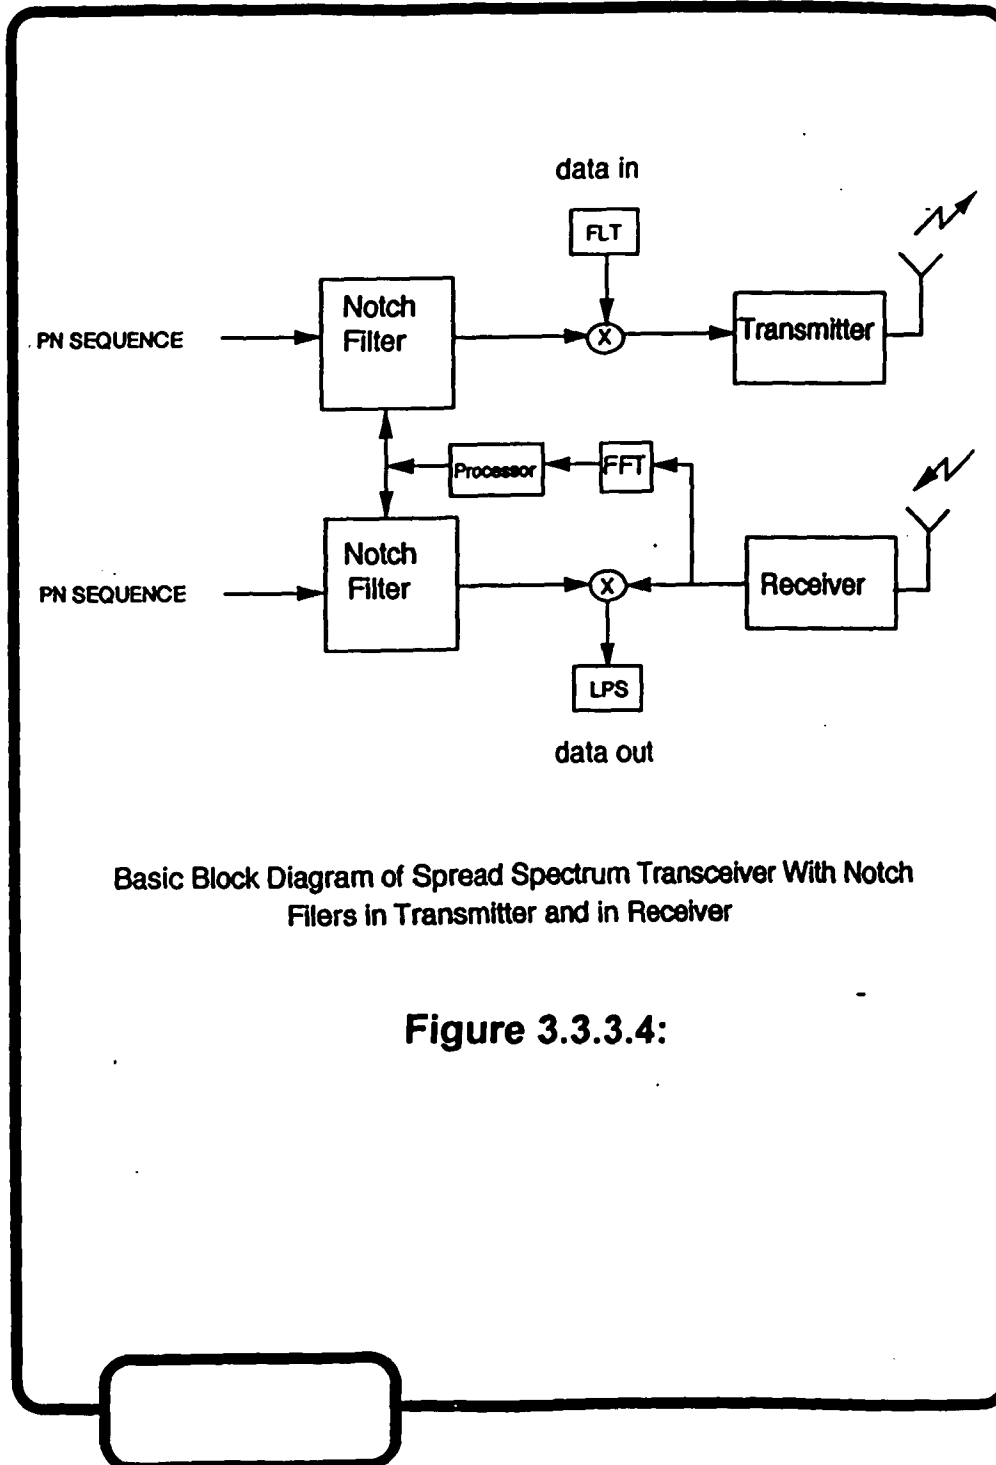 data in
FLT
Notch
Filter
PN SEQUENCE
X
Transmitter
Processor
FFT
Notch
Filter
PN SEQUENCE
X
Receiver
LPS
data out
Basic Block Diagram of Spread Spectrum Transceiver With Notch
Filers in Transmitter and in Receiver
Figure 3.3.3.4: